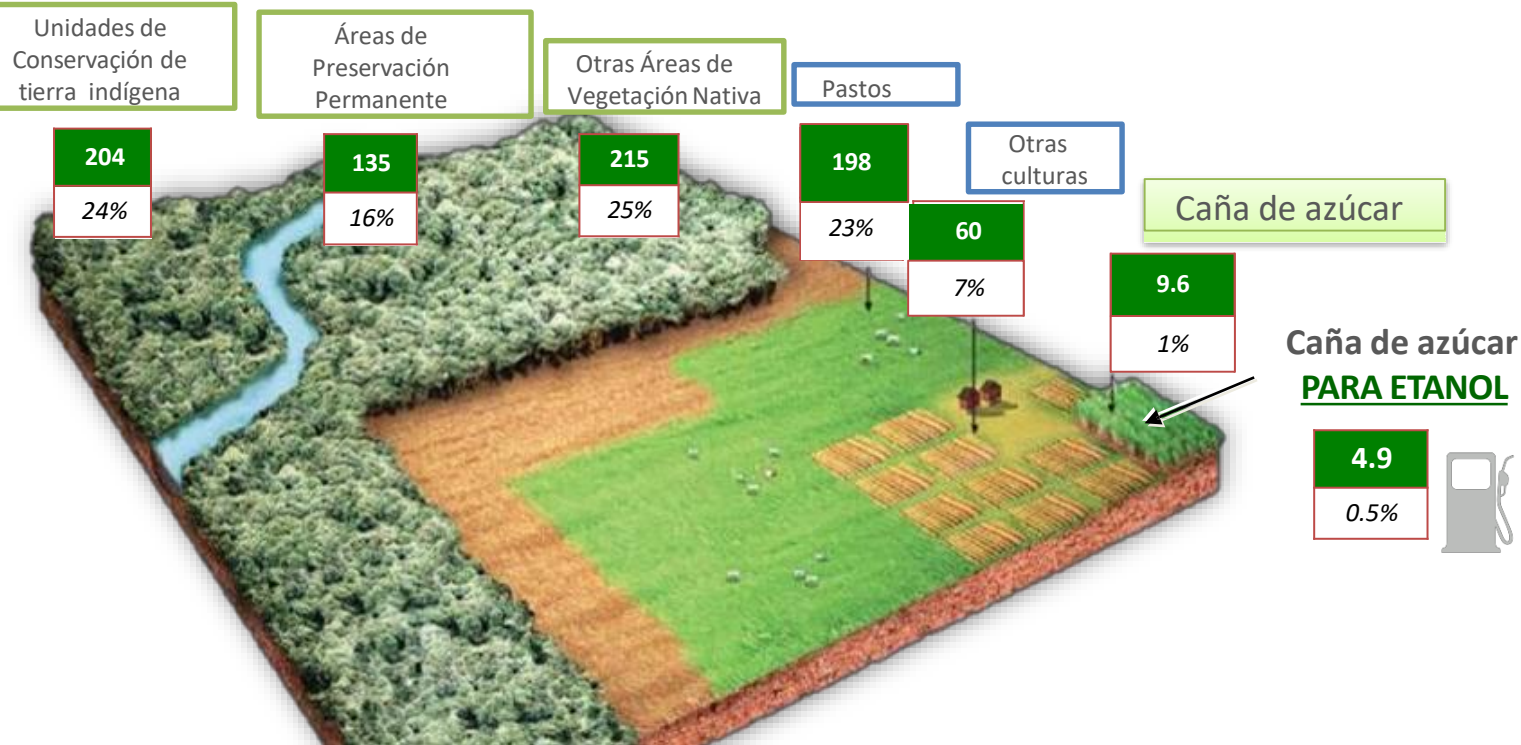 Unidades de
Conservaçión de
tierra indígena
Áreas de
Preservación
Permanente
Otras Áreas de
Vegetaçión Nativa
Pastos
Otras
culturas
Caña de azúcar
204
24%
135
16%
215
25%
198
23%
60
7%
9.6
1%
Caña de azúcar
PARA ETANOL
4.9
0.5%